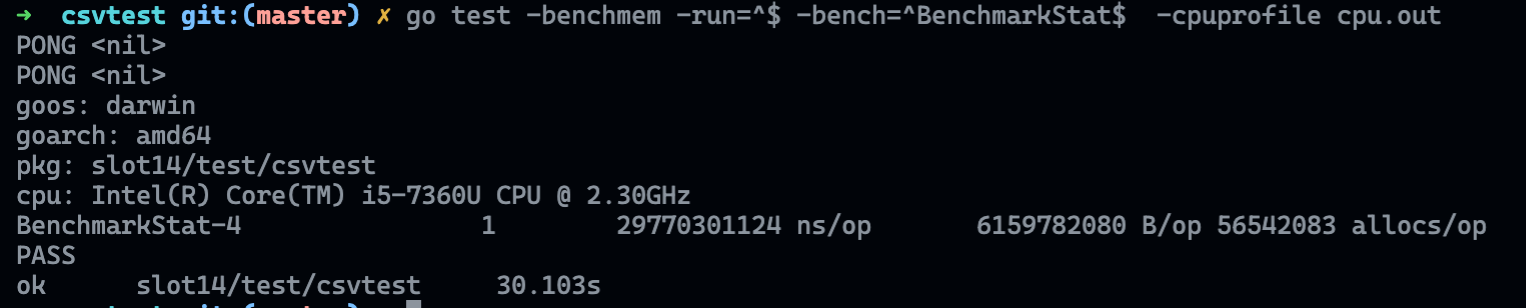 ➜ csvtest git:(master) ✗ go test -benchmem -run=^$ -bench=^BenchmarkStat$ -cpuprofile cpu.out
PONG <nil>
PONG <nil>
goos: darwin
goarch: amd64
pkg: slot14/test/csvtest
cpu: Intel(R) Core(TM) i5-7360U CPU @ 2.30GHz
BenchmarkStat-4 1 29770301124 ns/op 6159782080 B/op 56542083 allocs/op
PASS
ok slot14/test/csvtest 30.103s